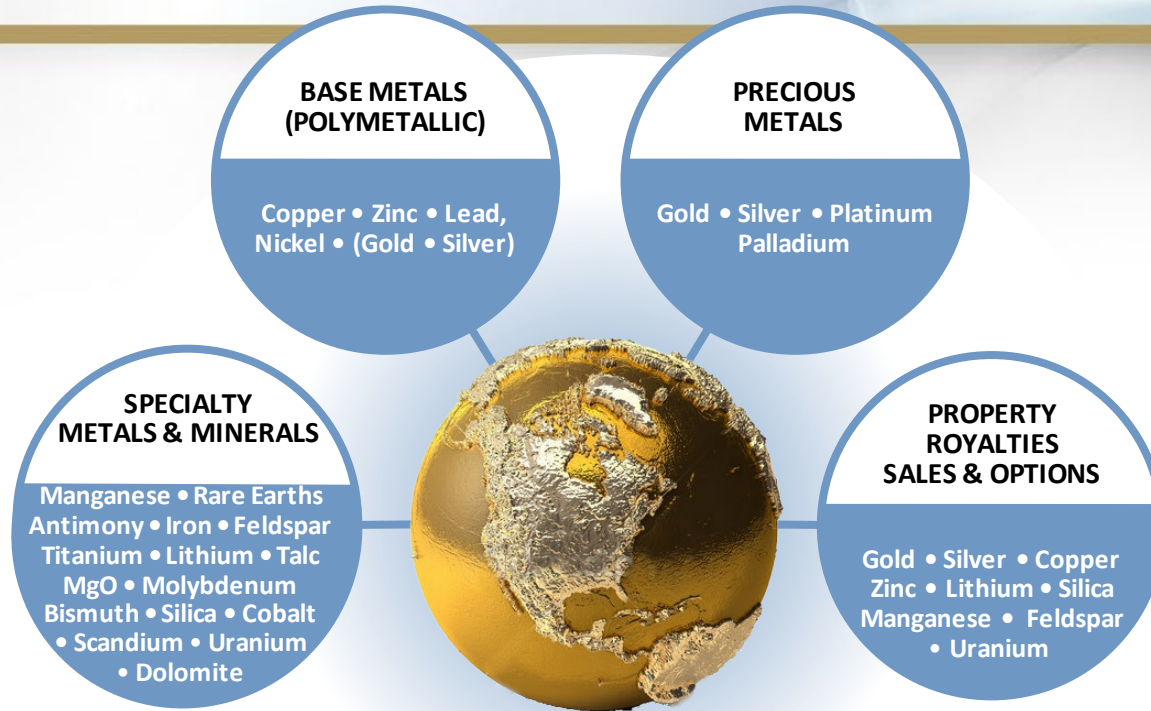 BASE METALS
(POLYMETALLIC)
Copper • Zinc • Lead,
Nickel • (Gold • Silver)
PRECIOUS
METALS
Gold • Silver • Platinum
Palladium
SPECIALTY
METALS & MINERALS
Manganese • Rare Earths
Antimony • Iron • Feldspar
Titanium • Lithium • Talc
MgO • Molybdenum
Bismuth • Silica • Cobalt
• Scandium • Uranium
• Dolomite
PROPERTY
ROYALTIES
SALES & OPTIONS
Gold • Silver • Copper
Zinc • Lithium • Silica
Manganese • Feldspar
• Uranium